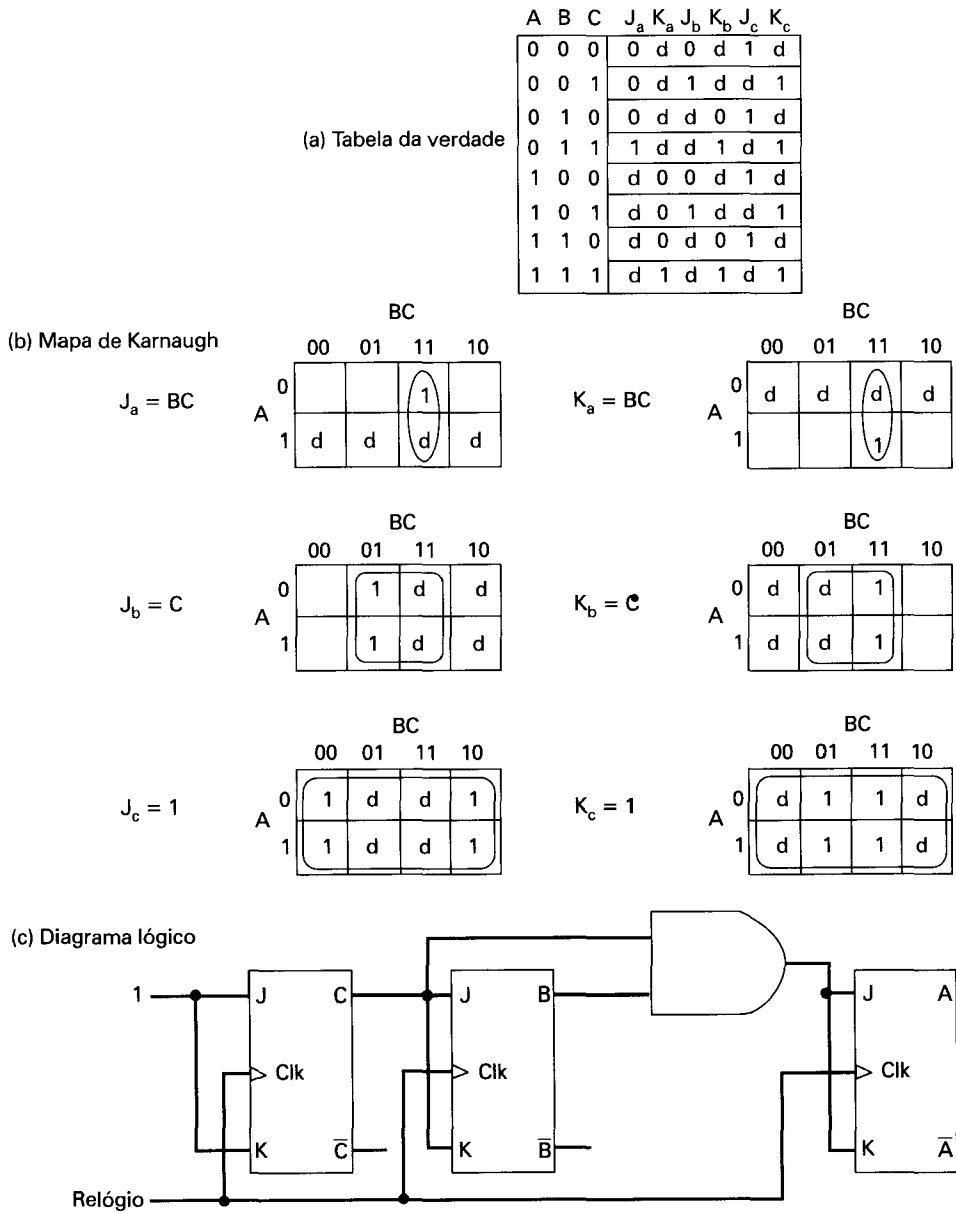 A B C J_a K_a J_b K_b J_c K_c
0 0 0 0 d 0 d 1 d
0 0 1 0 d 1 d d 1
0 1 0 0 d d 0 1 d
(a) Tabela da verdade 0 1 1 1 d d 1 d 1
1 0 0 d 0 0 d 1 d
1 0 1 d 0 1 d d 1
1 1 0 d 0 d 0 1 d
1 1 1 d 1 d 1 d 1
(b) Mapa de Karnaugh
BC BC
00 01 11 10 00 01 11 10
J_a = BC A 0 1 K_a = BC A 0 d d d d
1 d d d d 1 1
BC BC
00 01 11 10 00 01 11 10
J_b = C A 0 1 d d K_b = C A 0 d d 1
1 1 d d 1 d d 1
BC BC
00 01 11 10 00 01 11 10
J_c = 1 A 0 1 d d 1 K_c = 1 A 0 d 1 1 d
1 1 d d 1 1 d 1 1 d
(c) Diagrama lógico
1 J C J B J A
Clk Clk Clk
K C̅ K B̅ K A̅
Relógio